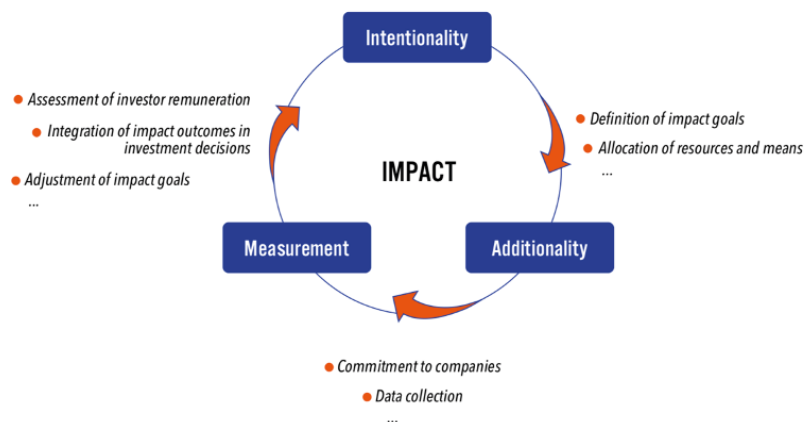 Intentionality
● Assessment of investor remuneration
● Integration of impact outcomes in
investment decisions
● Adjustment of impact goals
...
● Definition of impact goals
● Allocation of resources and means
...
IMPACT
Measurement
Additionality
● Commitment to companies
● Data collection
...